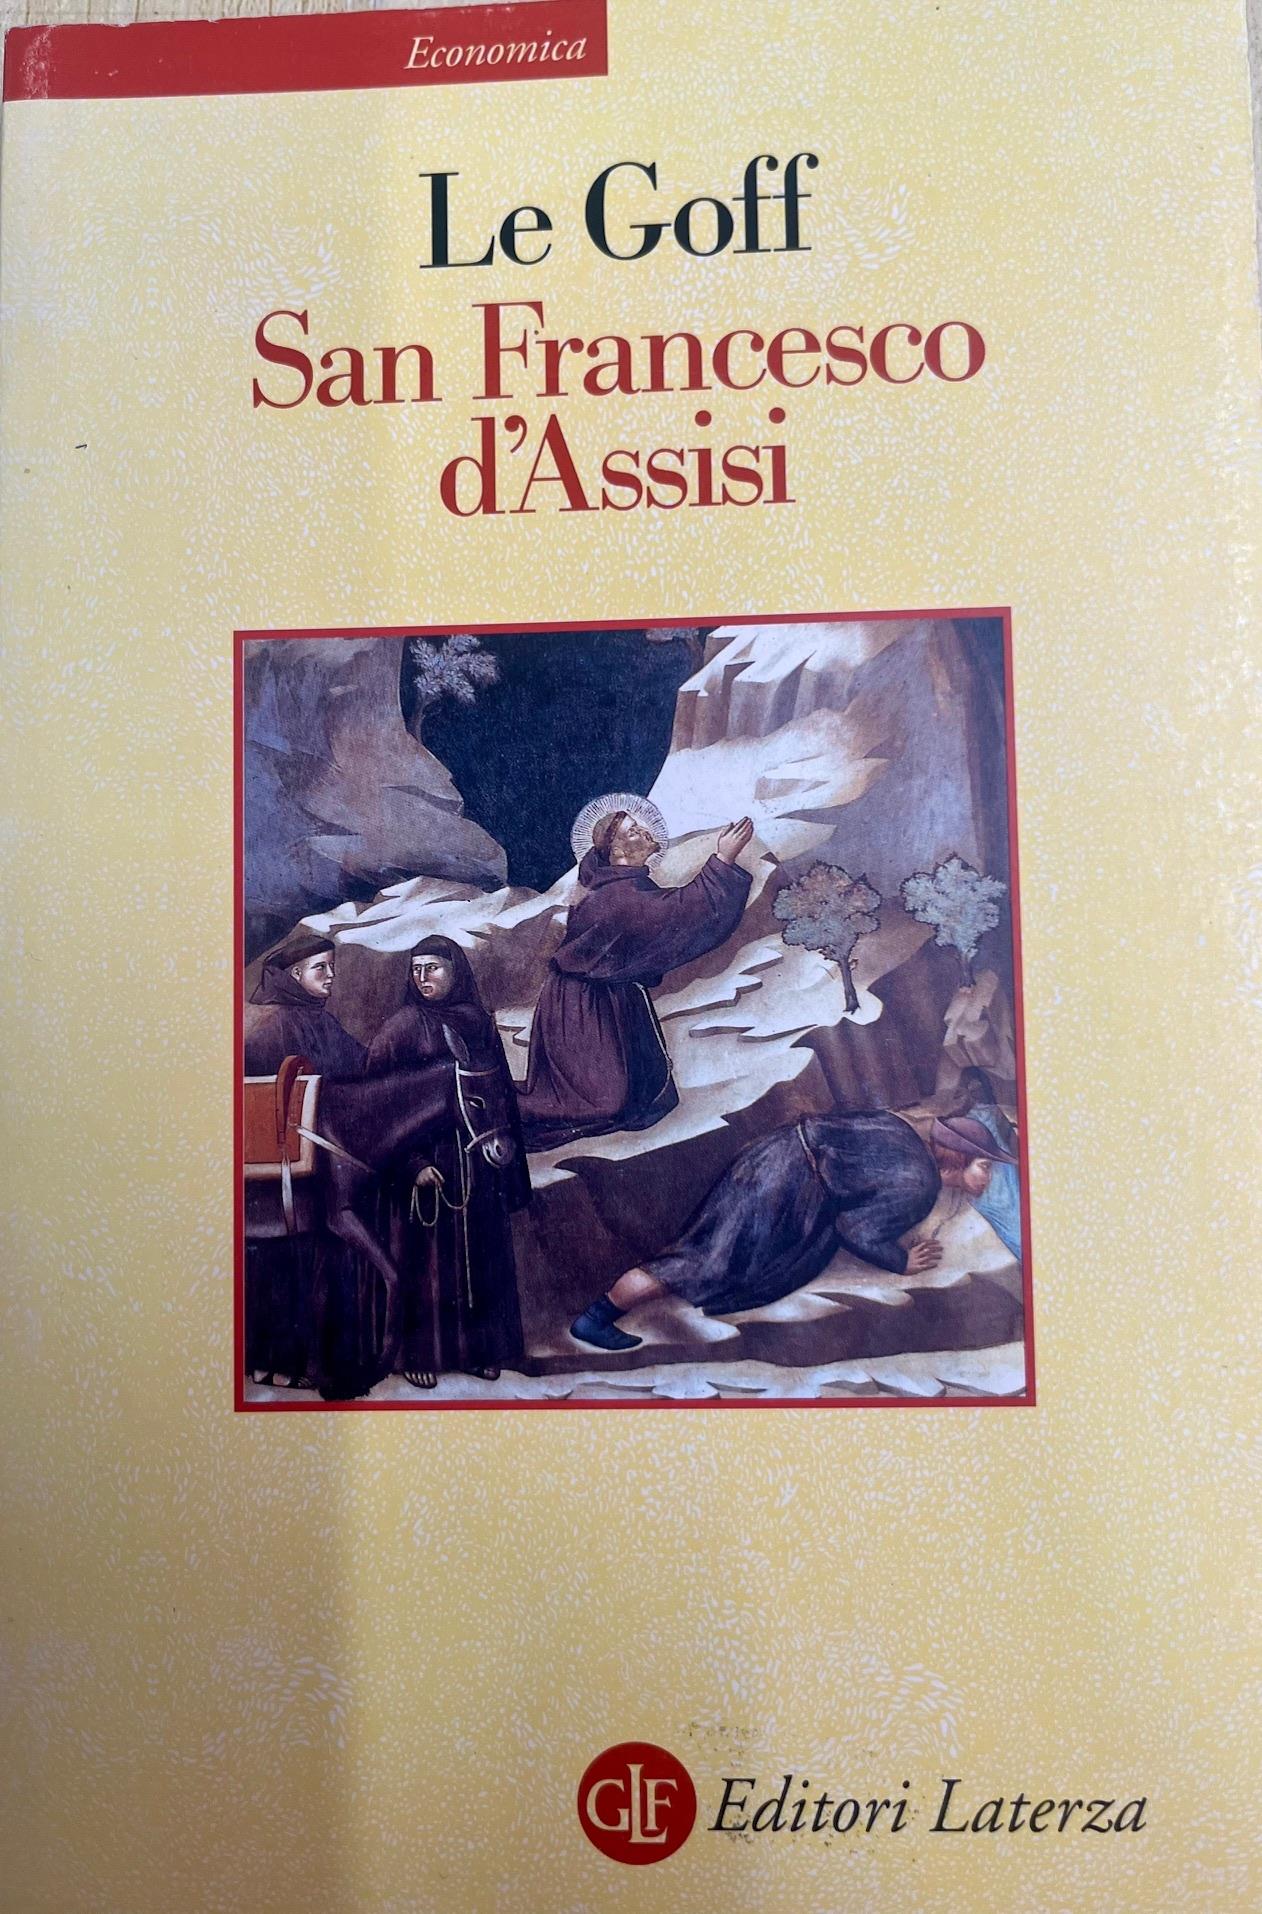 Economica
Le Goff
San Francesco
d'Assisi
GLF Editori Laterza